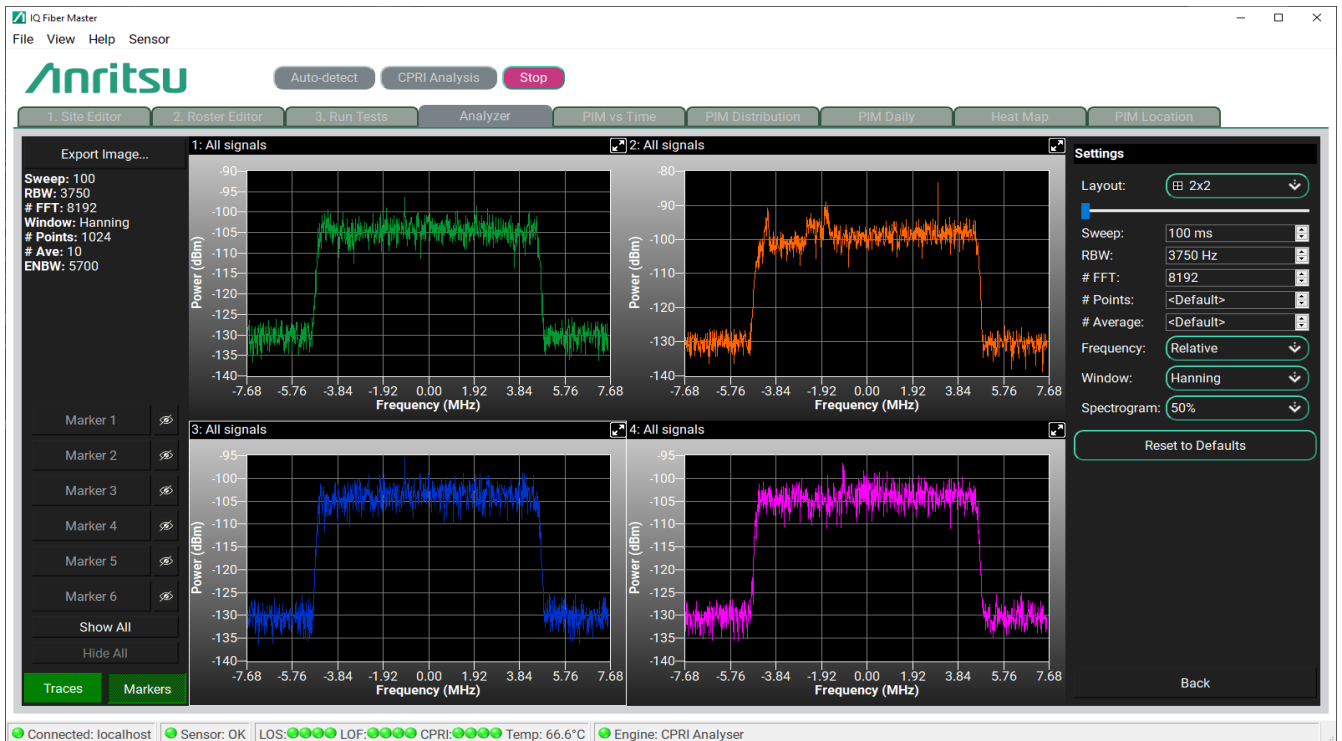 IQ Fiber Master
File View Help Sensor
Anritsu
Auto-detect CPRI Analysis Stop
1. Site Editor 2. Roster Editor 3. Run Tests Analyzer PIM vs Time PIM Distribution PIM Daily Heat Map PIM Location
Export Image...
Sweep: 100
RBW: 3750
# FFT: 8192
Window: Hanning
# Points: 1024
# Ave: 10
ENBW: 5700
Marker 1
Marker 2
Marker 3
Marker 4
Marker 5
Marker 6
Show All
Hide All
Traces Markers
1: All signals
Power (dBm)
-90
-95
-100
-105
-110
-115
-120
-125
-130
-135
-140
-7.68 -5.76 -3.84 -1.92 0.00 1.92 3.84 5.76 7.68
Frequency (MHz)
2: All signals
Power (dBm)
-80
-90
-100
-110
-120
-130
-140
-7.68 -5.76 -3.84 -1.92 0.00 1.92 3.84 5.76 7.68
Frequency (MHz)
3: All signals
Power (dBm)
-95
-100
-105
-110
-115
-120
-125
-130
-135
-140
-7.68 -5.76 -3.84 -1.92 0.00 1.92 3.84 5.76 7.68
Frequency (MHz)
4: All signals
Power (dBm)
-95
-100
-105
-110
-115
-120
-125
-130
-135
-140
-7.68 -5.76 -3.84 -1.92 0.00 1.92 3.84 5.76 7.68
Frequency (MHz)
Settings
Layout: 2x2
Sweep: 100 ms
RBW: 3750 Hz
# FFT: 8192
# Points: <Default>
# Average: <Default>
Frequency: Relative
Window: Hanning
Spectrogram: 50%
Reset to Defaults
Back
Connected: localhost Sensor: OK LOS: LOF: CPRI: Temp: 66.6°C Engine: CPRI Analyser